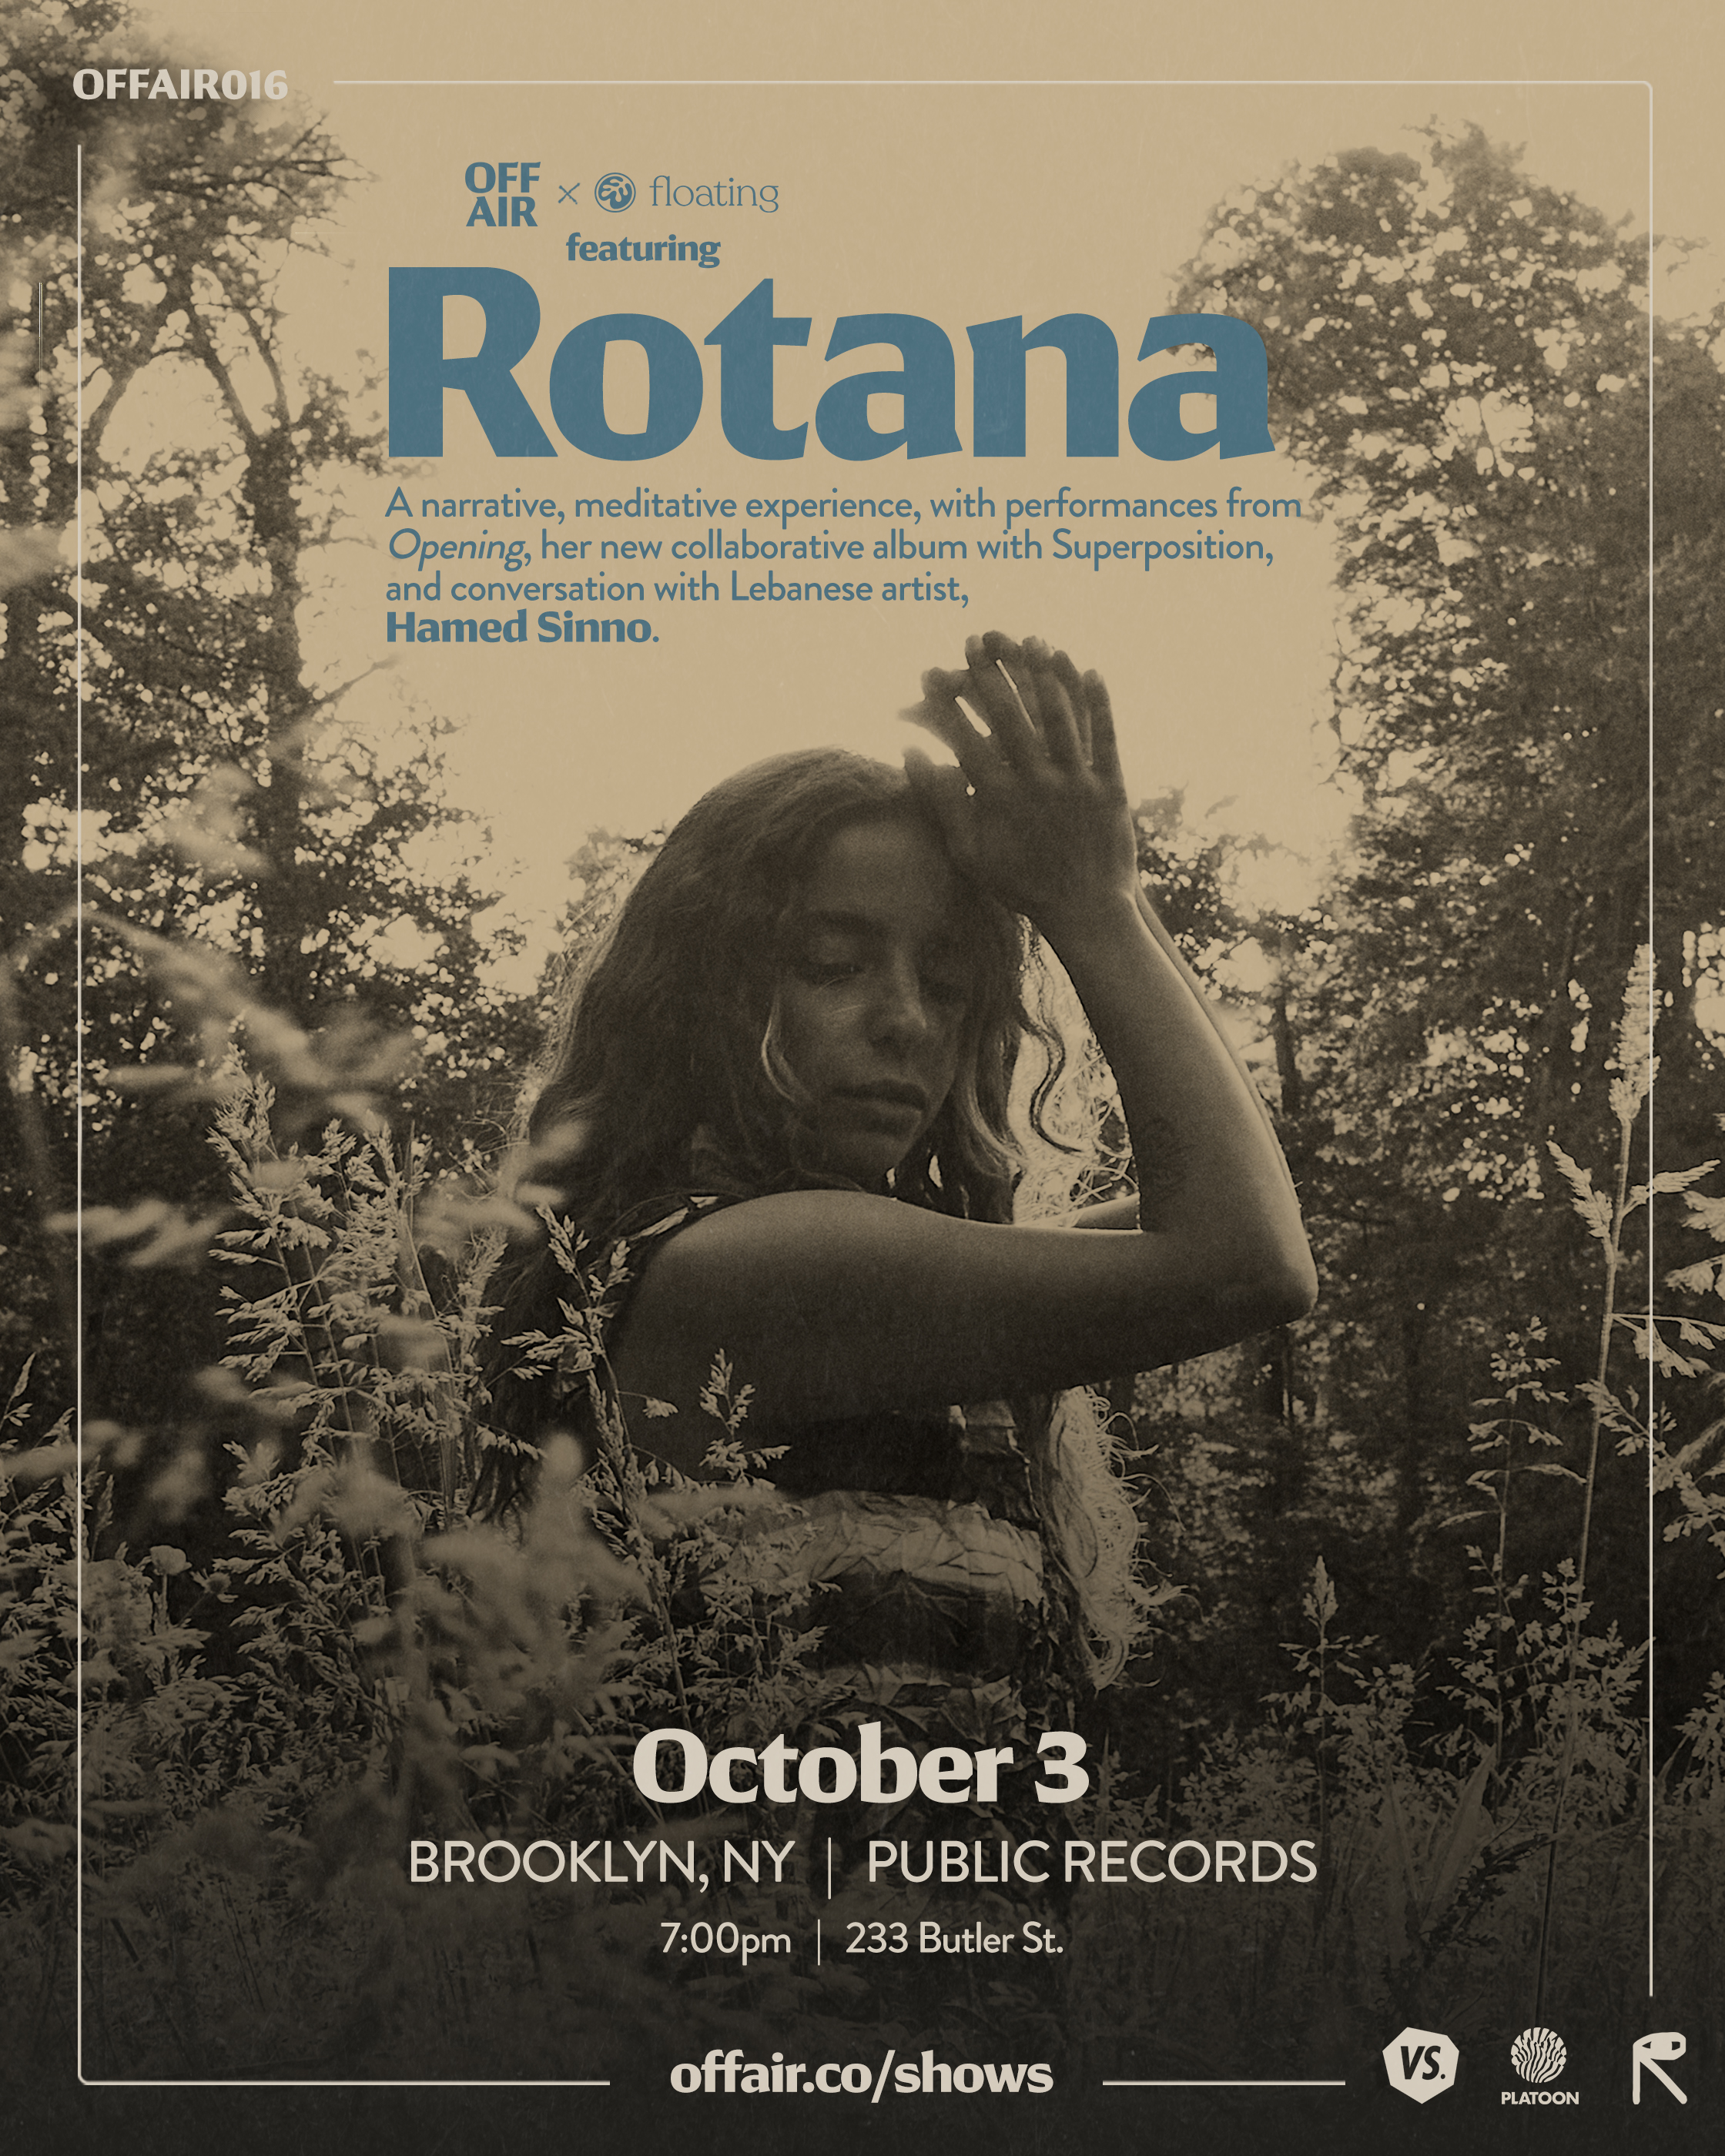 OFFAIR016
OFF
AIR × floating
featuring
Rotana
A narrative, meditative experience, with performances from
Opening, her new collaborative album with Superposition,
and conversation with Lebanese artist,
Hamed Sinno.
October 3
BROOKLYN, NY | PUBLIC RECORDS
7:00pm | 233 Butler St.
offair.co/shows
VS.
PLATOON
R